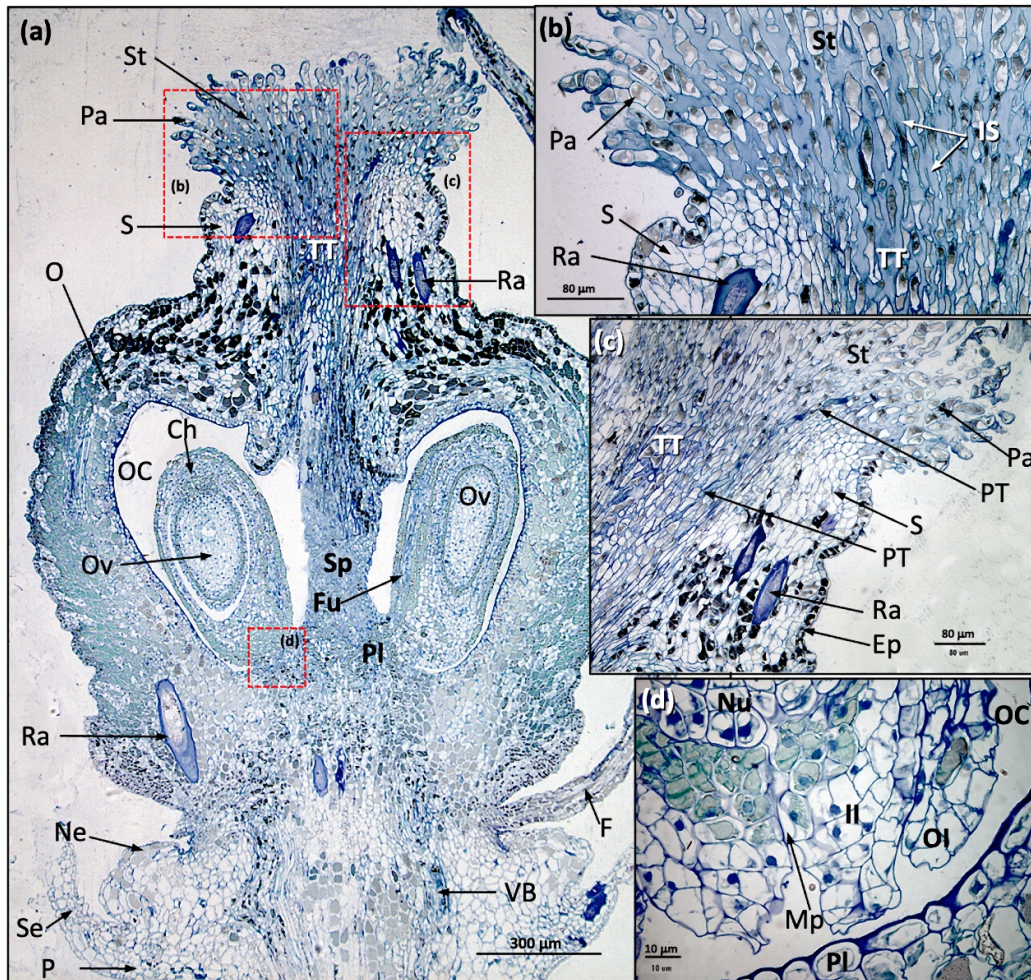 (a)
St
Pa
(b)
(c)
S
TT
Ra
O
Ch
OC
Ov
Ov
Sp
Fu
(d)
Pl
Ra
Ne
F
VB
Se
P
300 µm
(b)
St
Pa
IS
S
Ra
TT
80 µm
(c)
St
TT
Pa
PT
S
PT
Ra
Ep
80 µm
80 um
(d)
Nu
OC
II
OI
Mp
10 µm
10 um
Pl